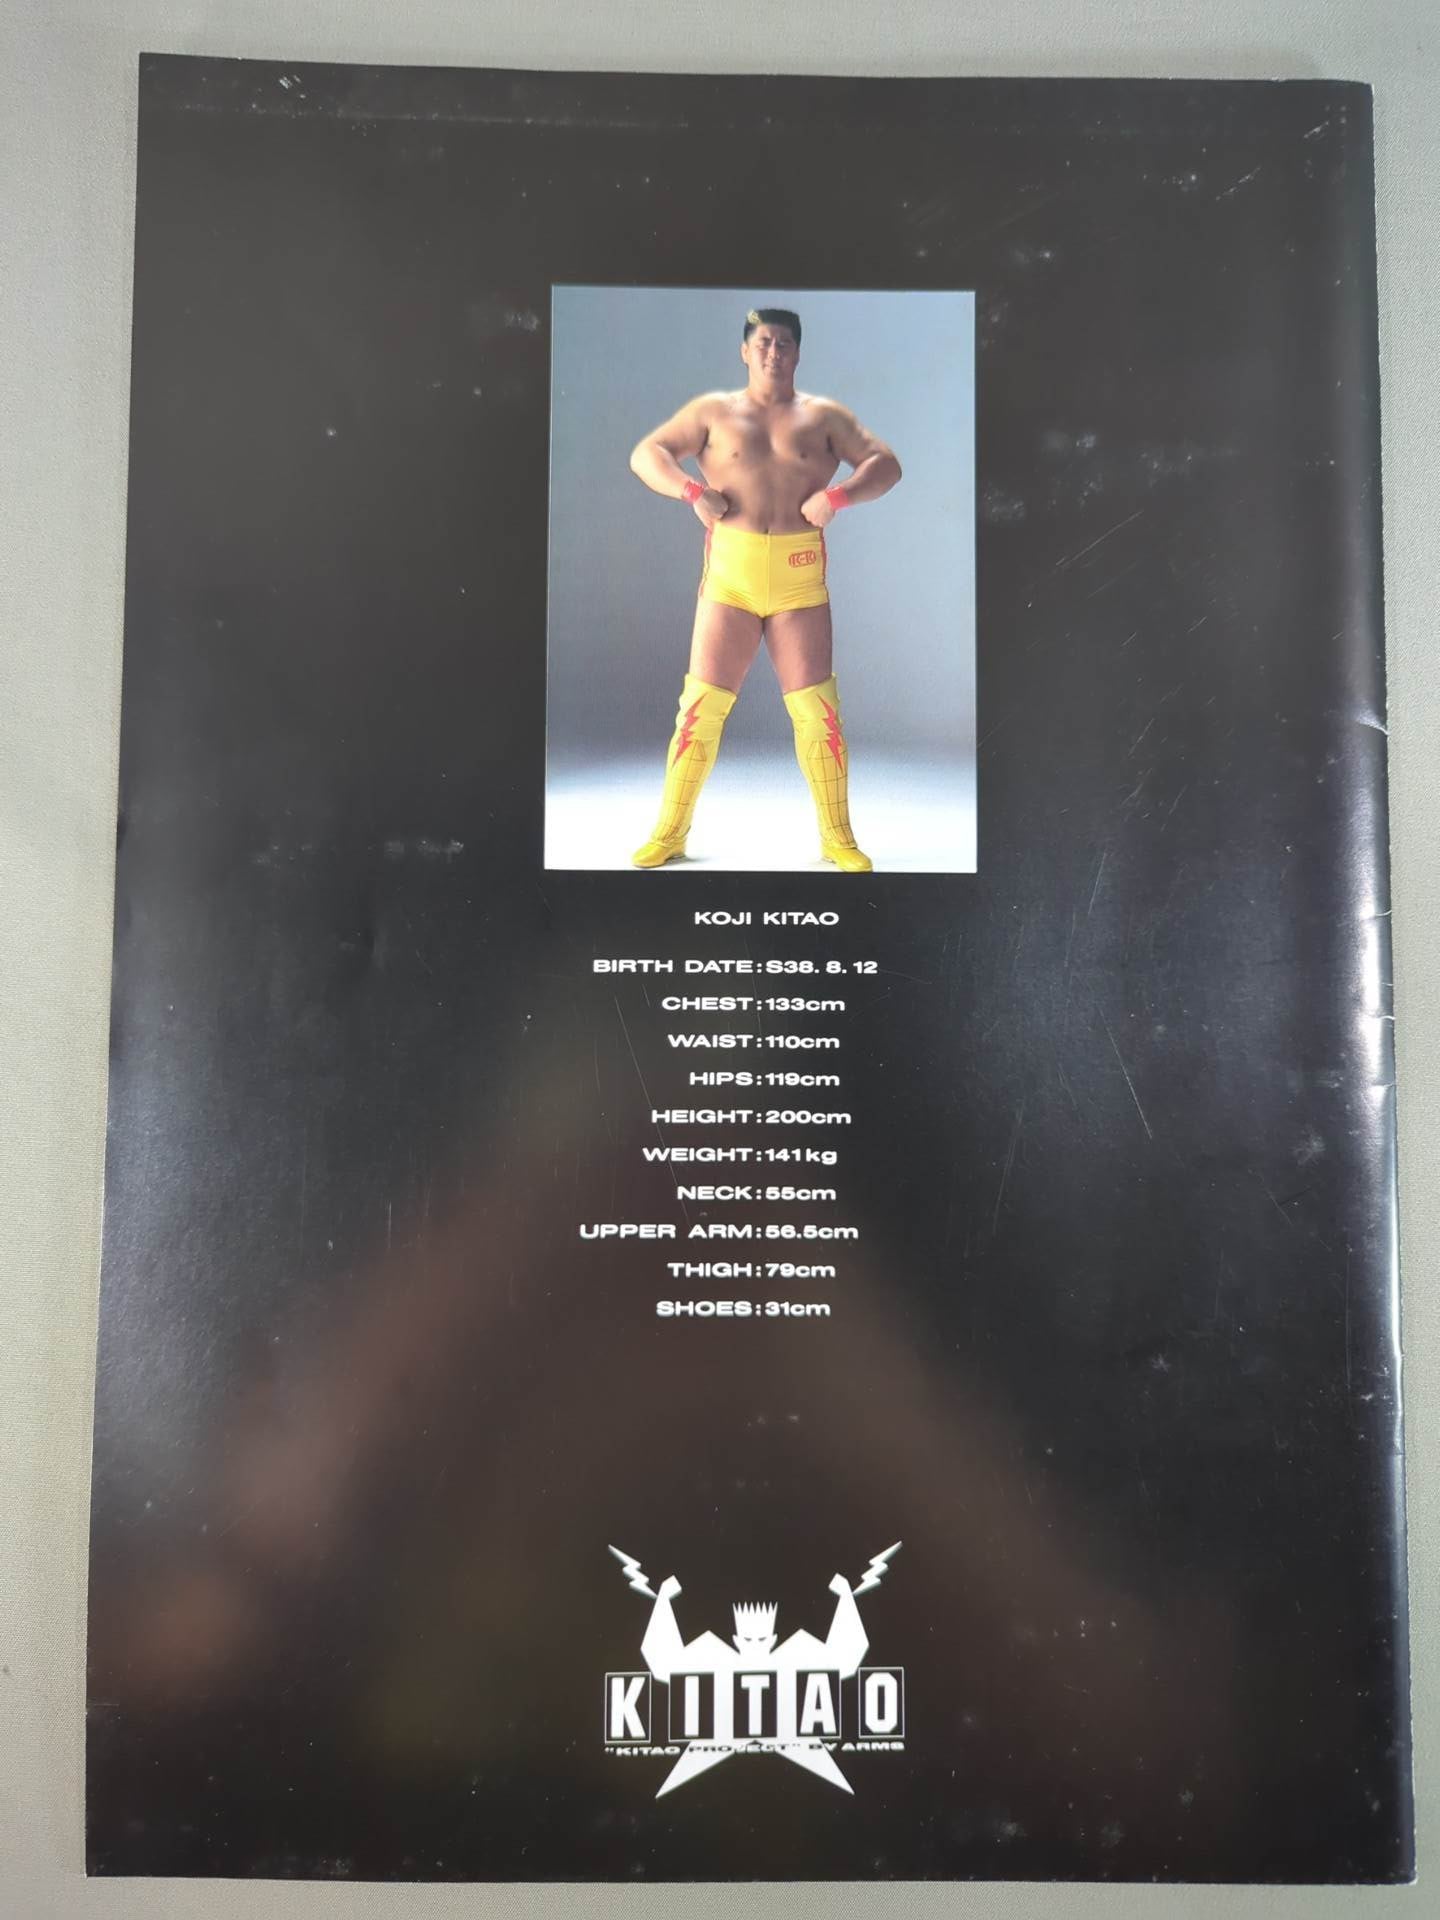 K-K
KOJI KITAO
BIRTH DATE:S38. 8. 12
CHEST:133cm
WAIST:110cm
HIPS:119cm
HEIGHT:200cm
WEIGHT:141kg
NECK:55cm
UPPER ARM:56.5cm
THIGH:79cm
SHOES:31cm
KITAO
"KITAO PROJECT" BY ARMS